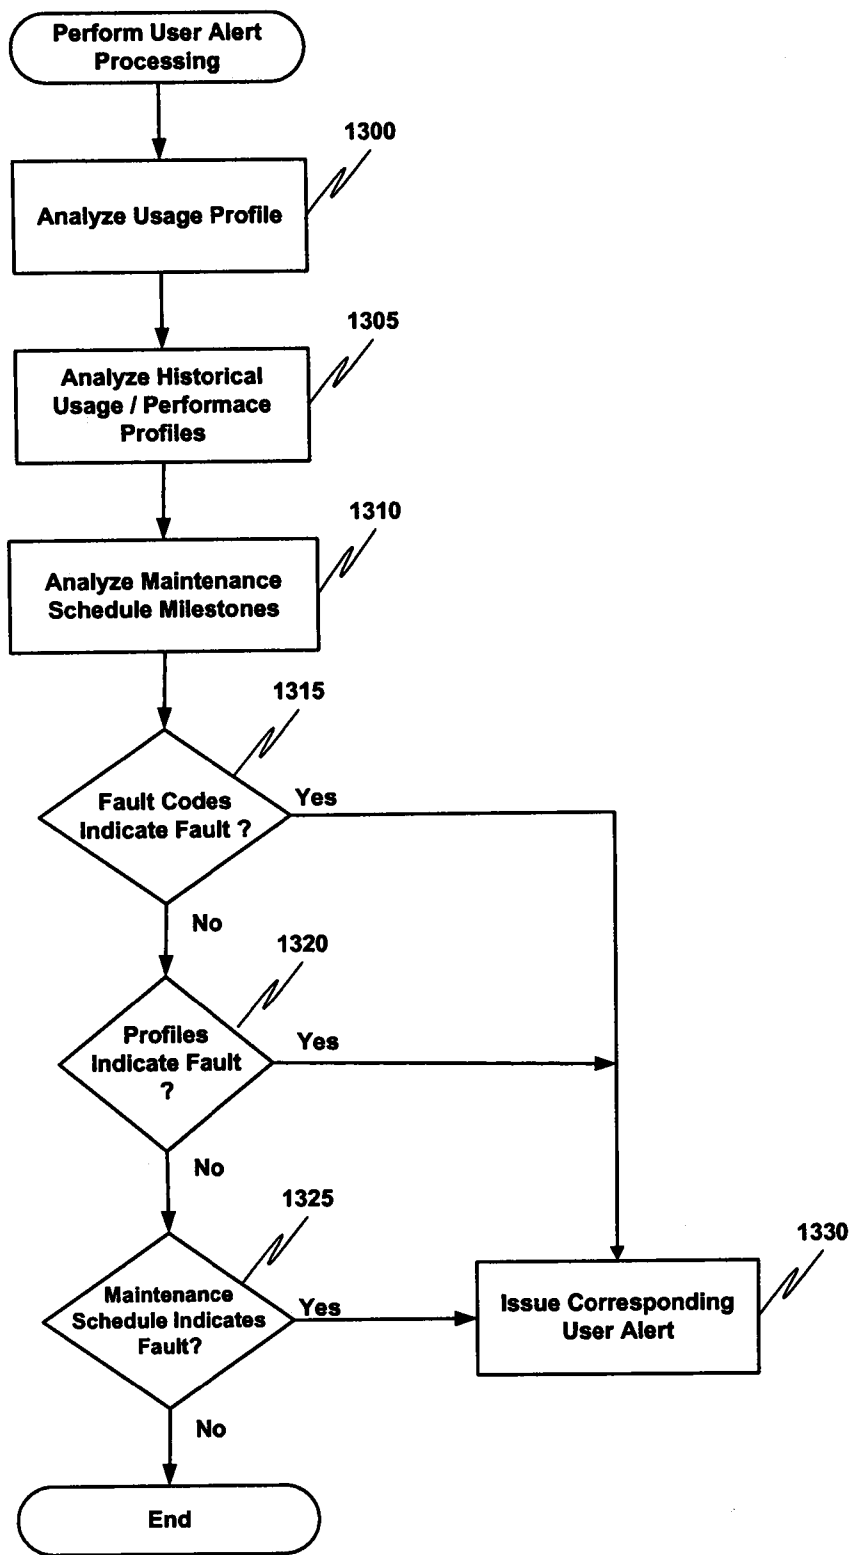 Perform User Alert
Processing
1300
Analyze Usage Profile
1305
Analyze Historical
Usage / Performace
Profiles
1310
Analyze Maintenance
Schedule Milestones
1315
Fault Codes
Indicate Fault ?
Yes
No
1320
Profiles
Indicate Fault
?
Yes
No
1325
Maintenance
Schedule Indicates
Fault?
Yes
1330
Issue Corresponding
User Alert
No
End